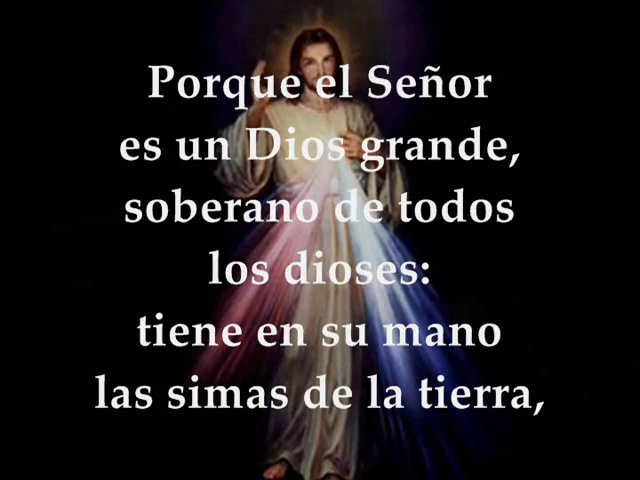 Porque el Señor
es un Dios grande,
soberano de todos
los dioses:
tiene en su mano
las simas de la tierra,